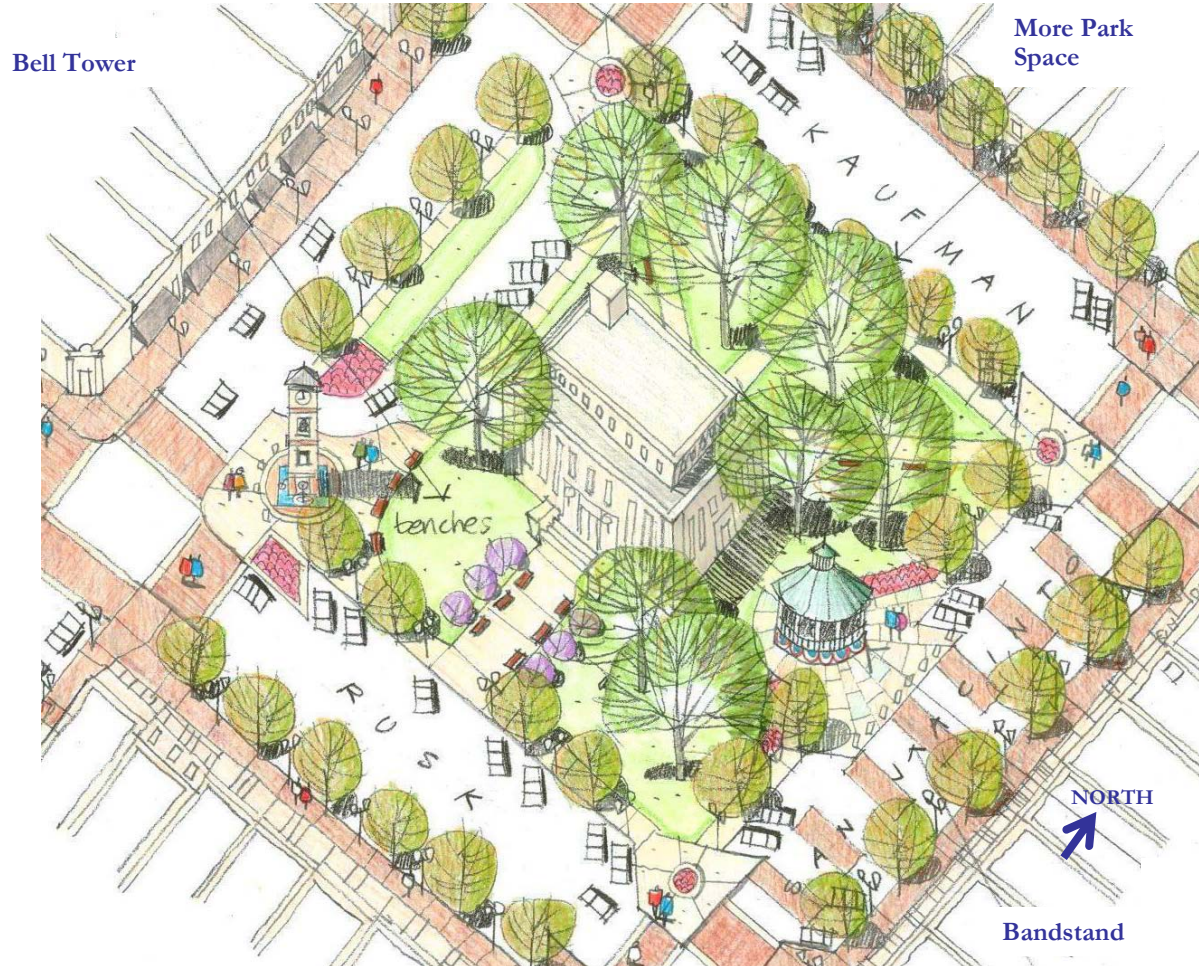 Bell Tower
More Park
Space
KAUFMAN
benches
RUSK
NORTH
Bandstand